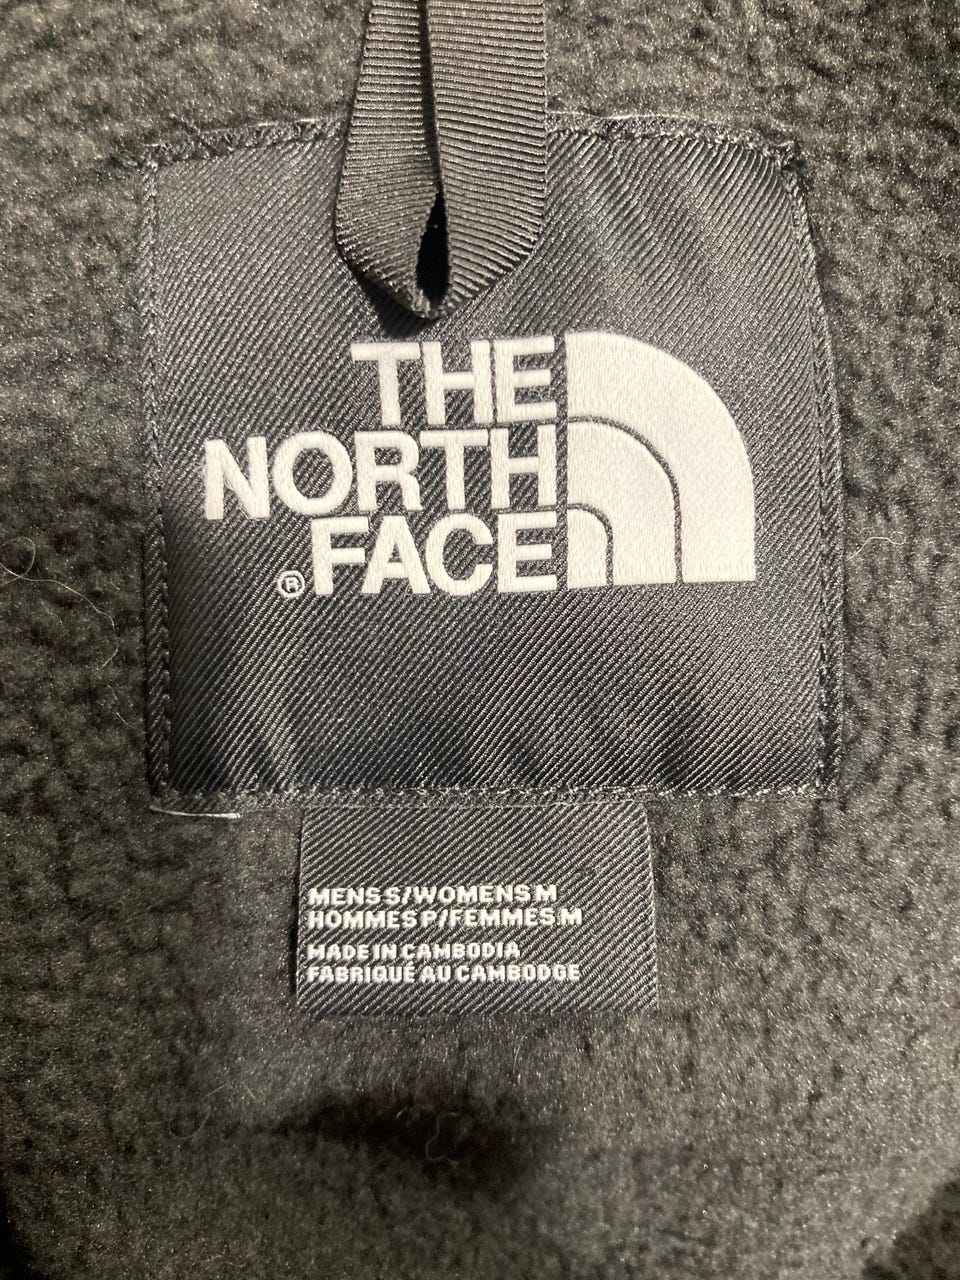 THE
NORTH
FACE
®
MENS S/WOMENS M
HOMMES P/FEMMES M
MADE IN CAMBODIA
FABRIQUÉ AU CAMBODGE